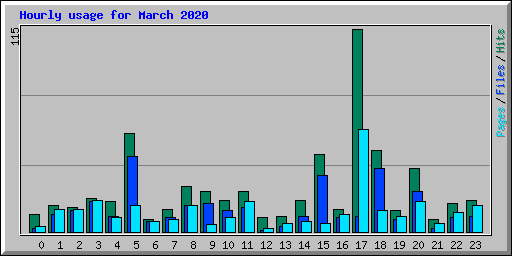 Hourly usage for March 2020
115
Pages/Files/Hits
0 1 2 3 4 5 6 7 8 9 10 11 12 13 14 15 16 17 18 19 20 21 22 23